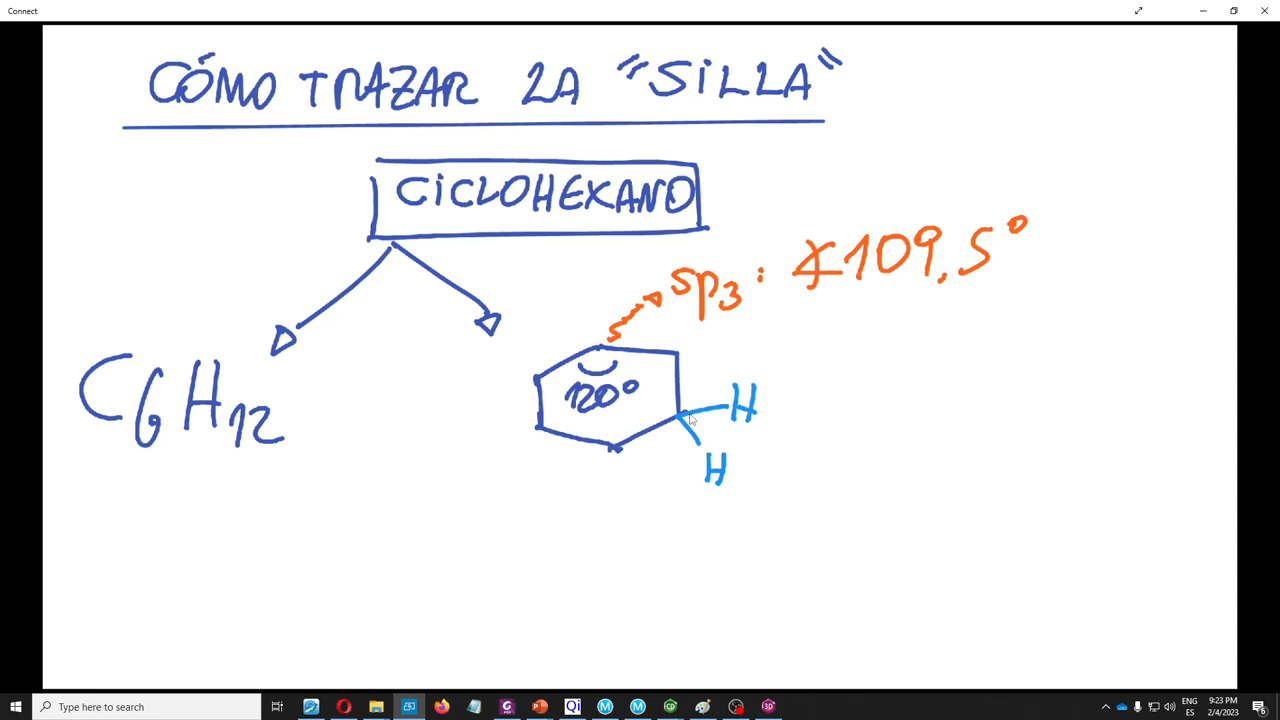 Connect
CÓMO TRAZAR LA "SILLA"
CICLOHEXANO
sp3: ∡109.5°
120°
C6H12
H
H
Type here to search
ENG
ES
9:23 PM
2/4/2023
6